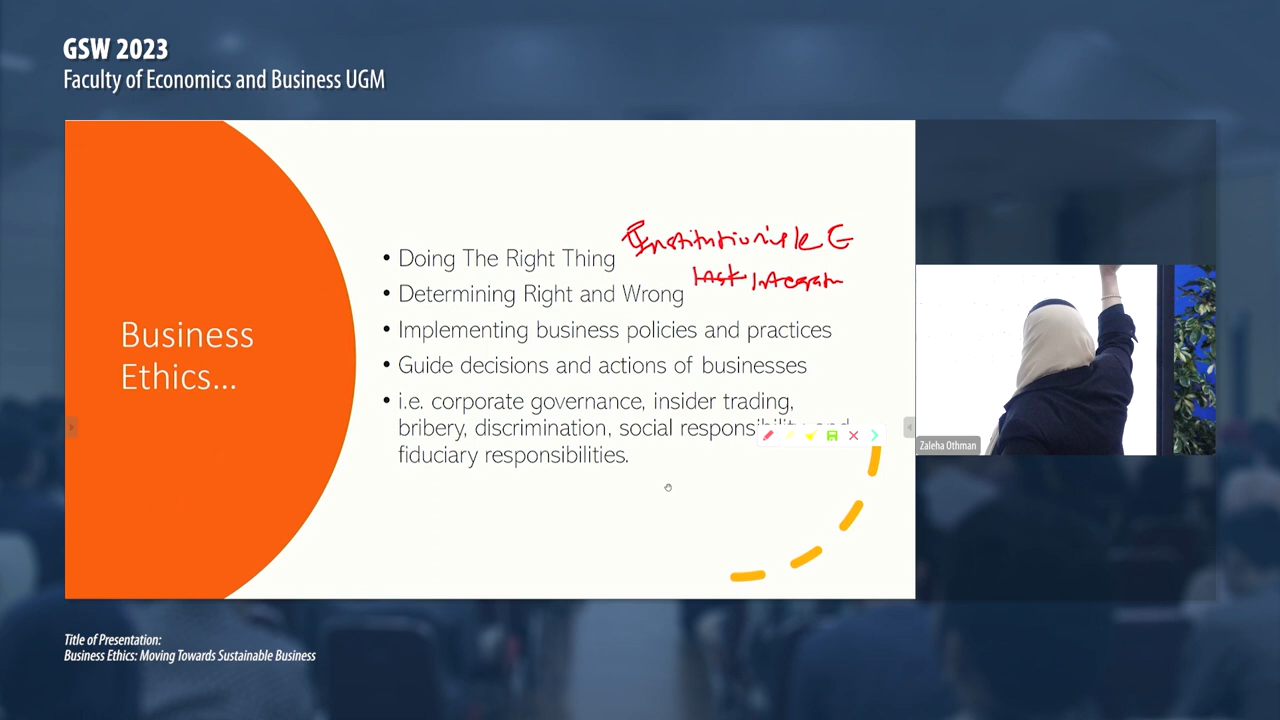 GSW 2023
Faculty of Economics and Business UGM
Business
Ethics...
• Doing The Right Thing
• Determining Right and Wrong
• Implementing business policies and practices
• Guide decisions and actions of businesses
• i.e. corporate governance, insider trading,
bribery, discrimination, social responsibility, and
fiduciary responsibilities.
Zaleha Othman
Title of Presentation:
Business Ethics: Moving Towards Sustainable Business